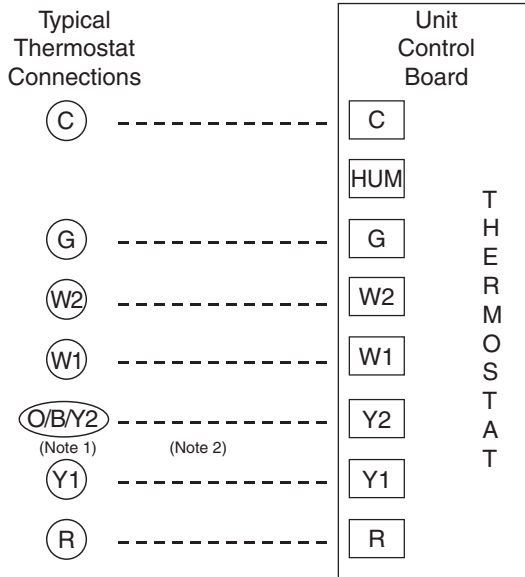 Typical
Thermostat
Connections
Unit
Control
Board
C
C
HUM
G
G
W2
W2
W1
W1
O/B/Y2
Y2
(Note 1)
(Note 2)
Y1
Y1
R
R
THERMOSTAT